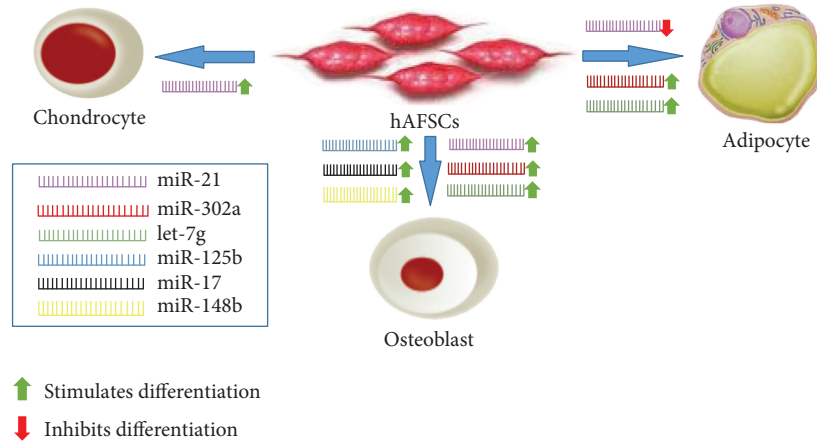 Chondrocyte
hAFSCs
Adipocyte
miR-21
miR-302a
let-7g
miR-125b
miR-17
miR-148b
Osteoblast
Stimulates differentiation
Inhibits differentiation